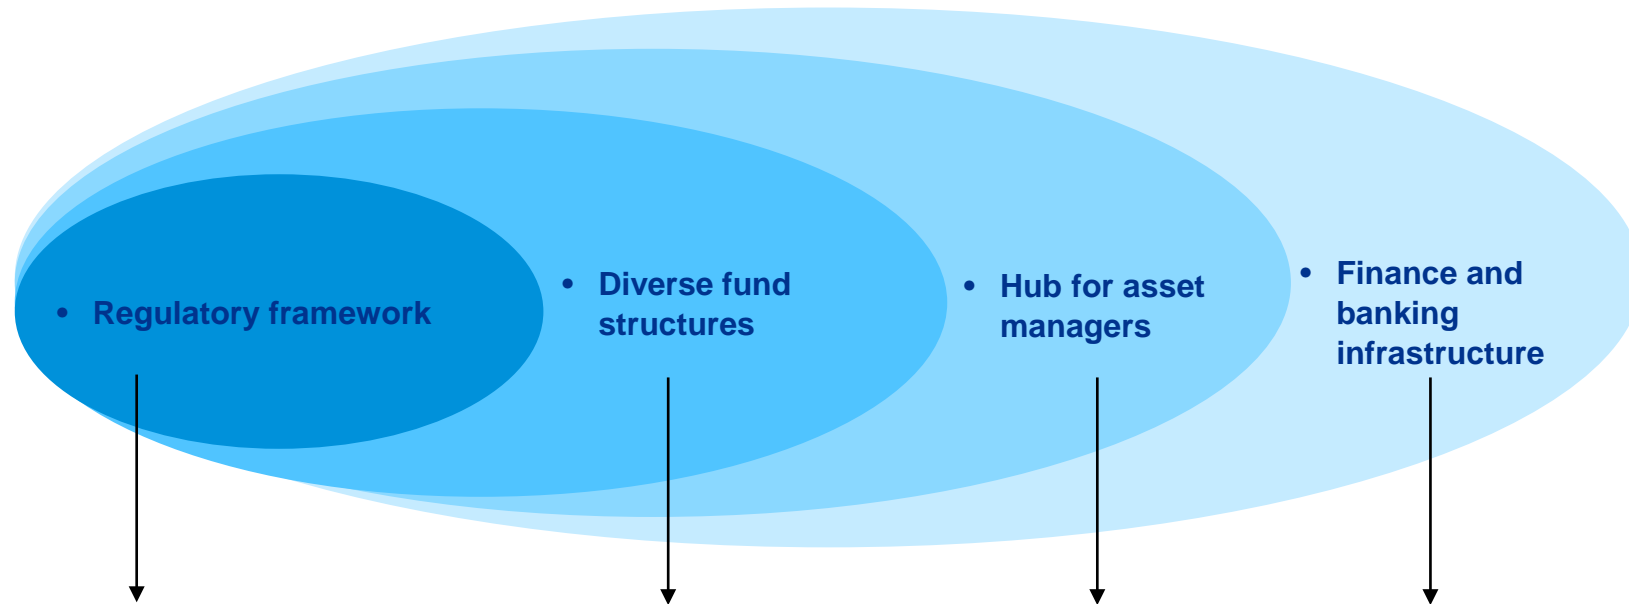 • Regulatory framework
• Diverse fund
structures
• Hub for asset
managers
• Finance and
banking
infrastructure